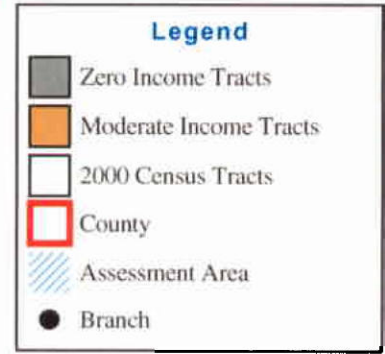 Legend
Zero Income Tracts
Moderate Income Tracts
2000 Census Tracts
County
Assessment Area
Branch